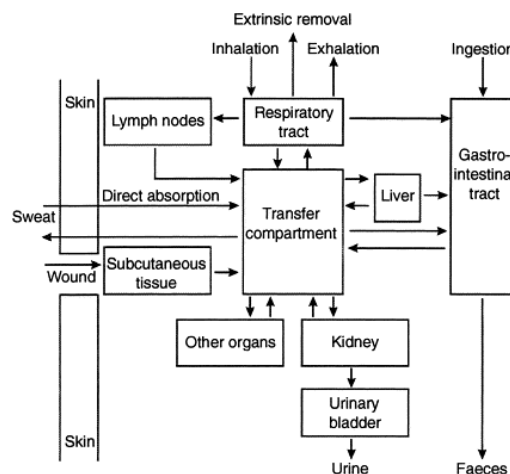 Extrinsic removal
Inhalation
Exhalation
Ingestion
Skin
Lymph nodes
Respiratory
tract
Gastro-
intestinal
tract
Direct absorption
Liver
Sweat
Transfer
compartment
Subcutaneous
tissue
Wound
Other organs
Kidney
Urinary
bladder
Skin
Urine
Faeces